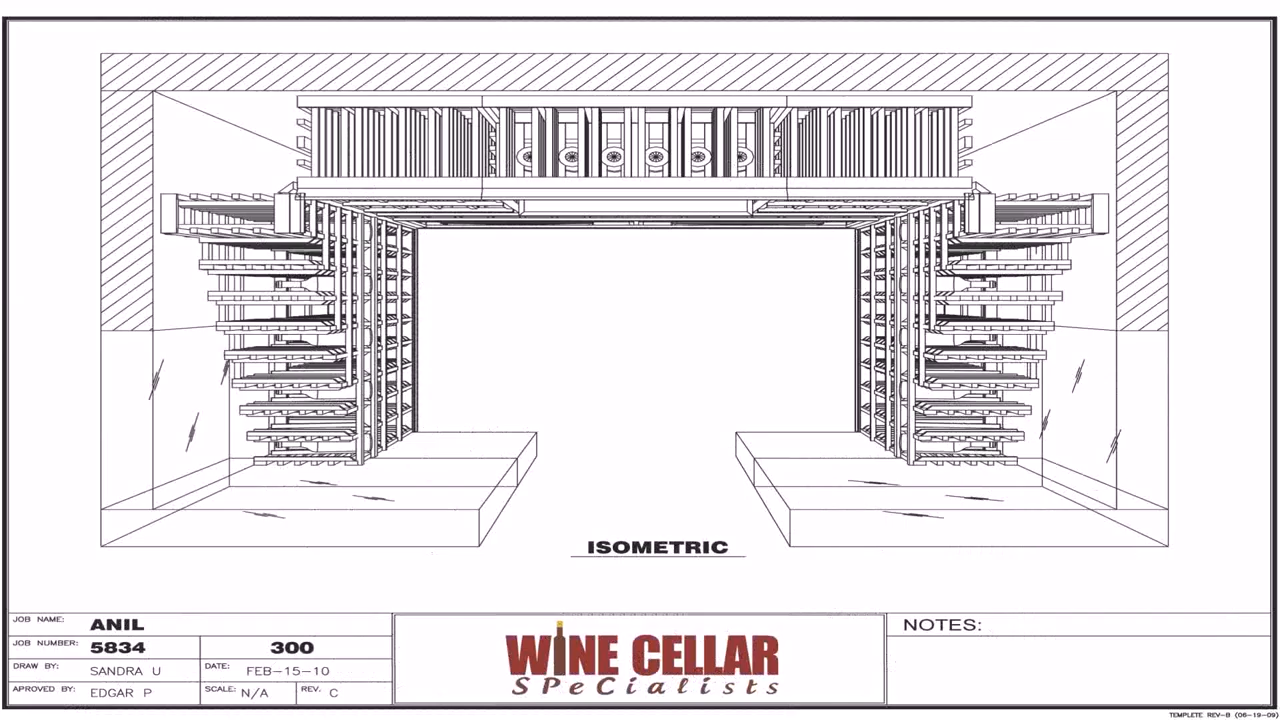 ISOMETRIC
JOB NAME: ANIL
JOB NUMBER: 5834 300
DRAW BY: SANDRA U DATE: FEB-15-10
APROVED BY: EDGAR P SCALE: N/A REV. C
WINE CELLAR
SPeCialists
NOTES:
TEMPLETE REV-B (06-19-09)